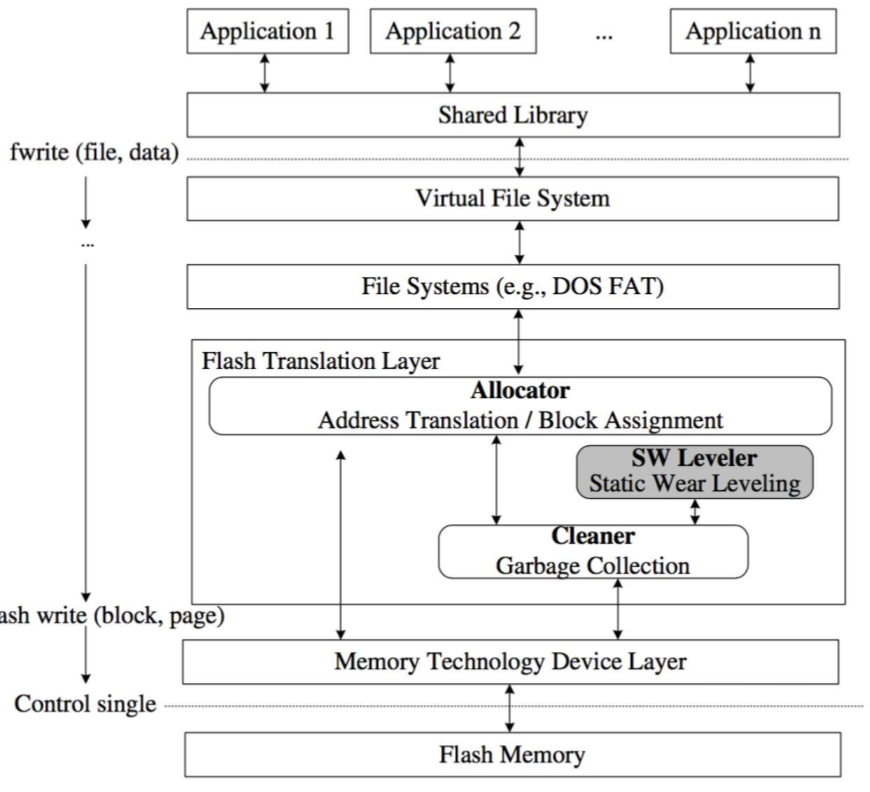 Application 1
Application 2
...
Application n
Shared Library
fwrite (file, data)
Virtual File System
...
File Systems (e.g., DOS FAT)
Flash Translation Layer
Allocator
Address Translation / Block Assignment
SW Leveler
Static Wear Leveling
Cleaner
Garbage Collection
ash write (block, page)
Memory Technology Device Layer
Control single
Flash Memory